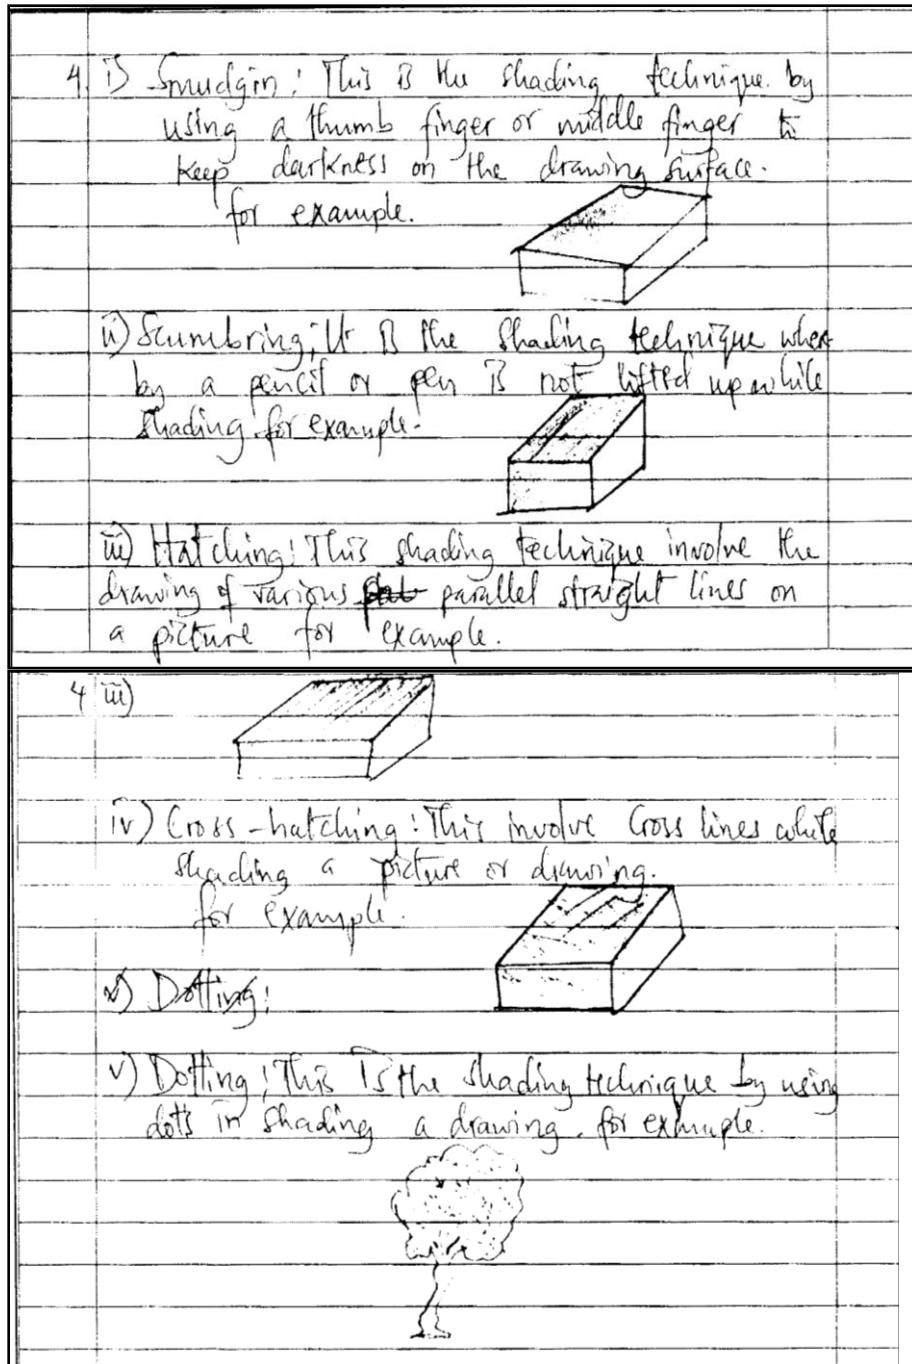 4. i) Smudgin: This is the shading technique by
using a thumb finger or middle finger to
keep darkness on the drawing surface.
for example.
ii) Scumbring; It is the shading technique where
by a pencil or pen is not lifted up while
shading for example.
iii) Hatching: This shading technique involve the
drawing of various parallel straight lines on
a picture for example.
4 iii)
iv) Cross-hatching: This involve Cross lines while
shading a picture or drawing.
for example.
v) Dotting:
v) Dotting; This is the shading technique by using
dots in shading a drawing. for example.